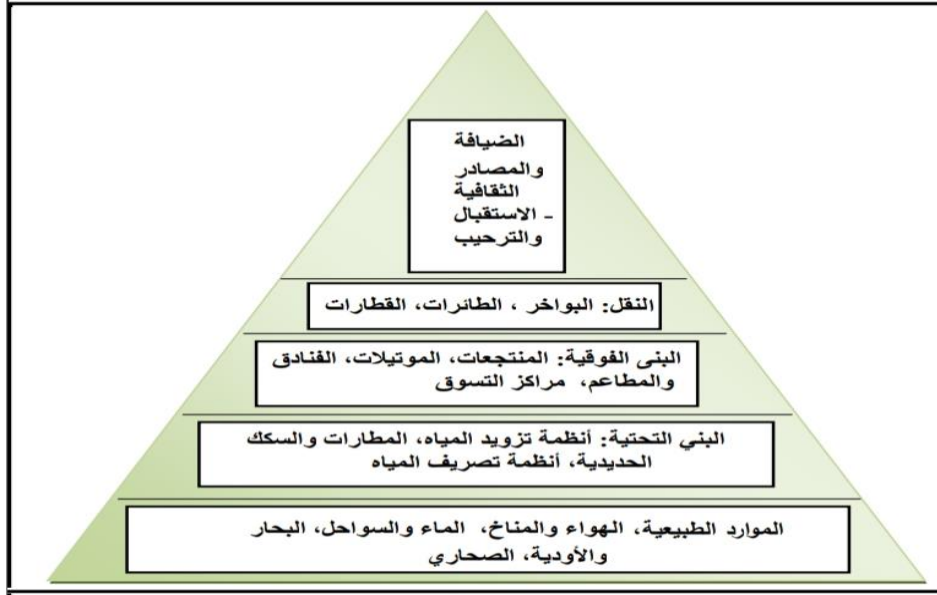 الضيافة
والمصادر
الثقافية
- الاستقبال
والترحيب
النقل: البواخر ، الطائرات، القطارات
البنى الفوقية: المنتجعات، الموتيلات، الفنادق
والمطاعم، مراكز التسوق
البني التحتية: أنظمة تزويد المياه، المطارات والسكك
الحديدية، أنظمة تصريف المياه
الموارد الطبيعية، الهواء والمناخ، الماء والسواحل، البحار
والأودية، الصحاري